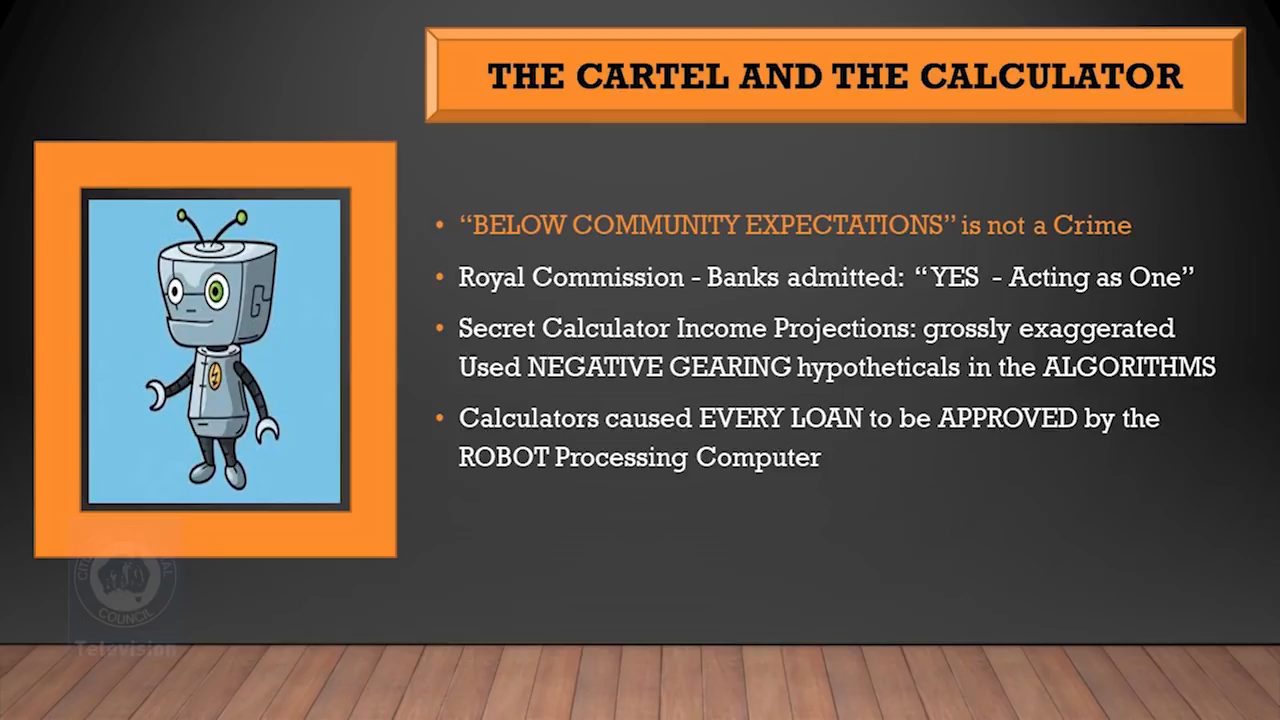 THE CARTEL AND THE CALCULATOR
• “BELOW COMMUNITY EXPECTATIONS” is not a Crime
• Royal Commission - Banks admitted: “YES - Acting as One”
• Secret Calculator Income Projections: grossly exaggerated
Used NEGATIVE GEARING hypotheticals in the ALGORITHMS
• Calculators caused EVERY LOAN to be APPROVED by the
ROBOT Processing Computer
COUNCIL
Television